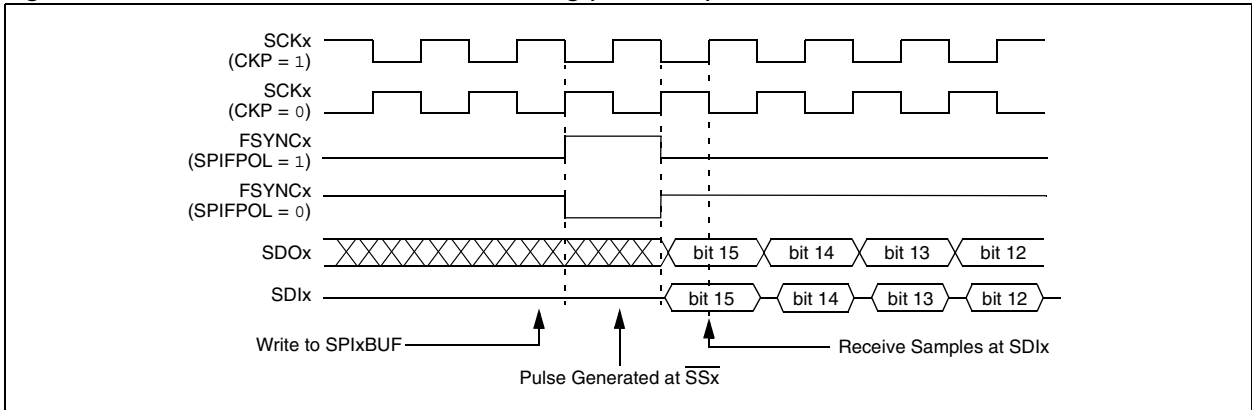 SCKx
(CKP = 1)
SCKx
(CKP = 0)
FSYNCx
(SPIFPOL = 1)
FSYNCx
(SPIFPOL = 0)
SDOx bit 15 bit 14 bit 13 bit 12
SDIx bit 15 bit 14 bit 13 bit 12
Write to SPIxBUF Receive Samples at SDIx
Pulse Generated at SSx